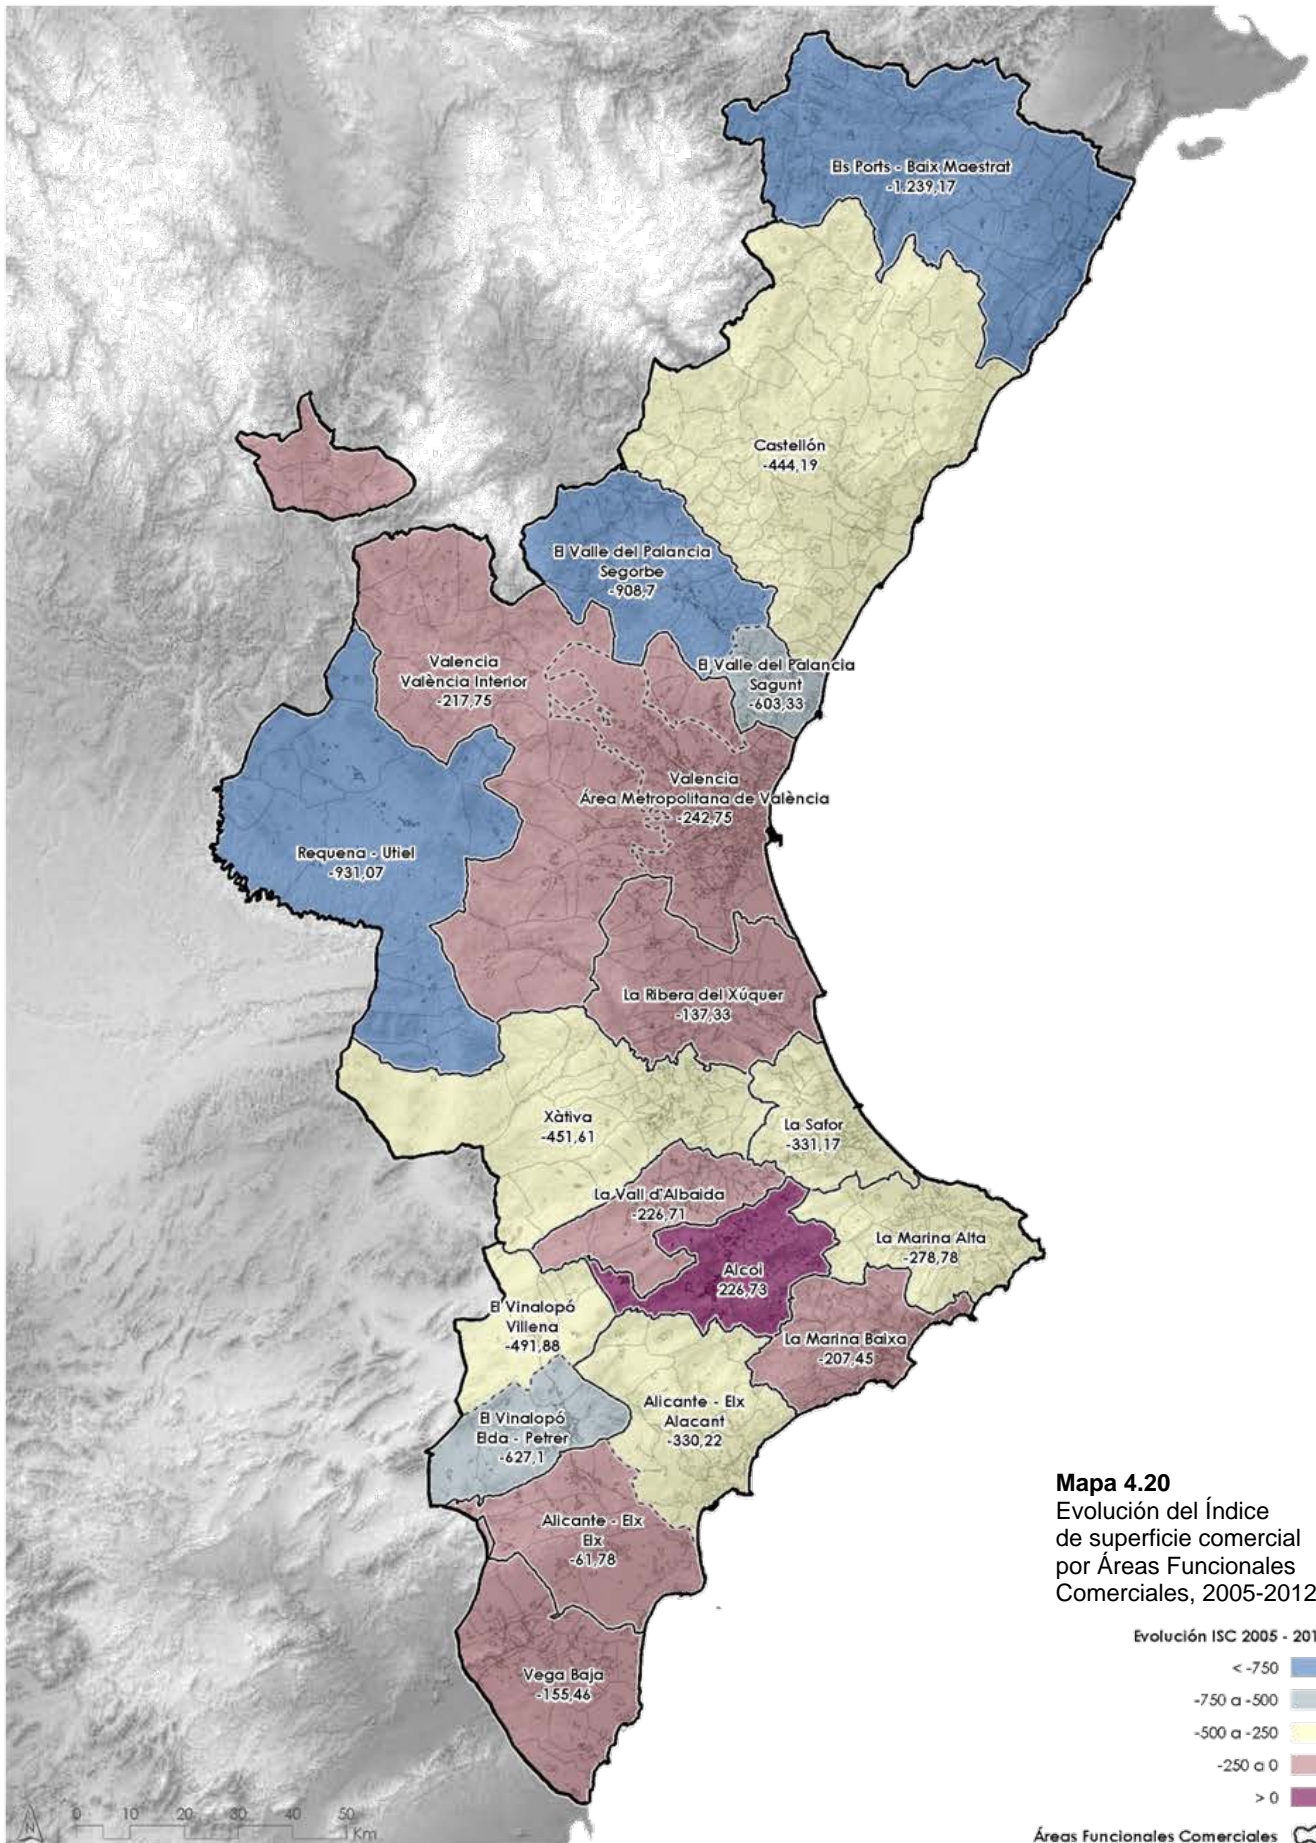 Els Ports - Baix Maestrat
-1.239,17
Castellón
-444,19
El Valle del Palancia
Segorbe
-908,7
El Valle del Palancia
Sagunt
-603,33
Valencia
València Interior
-217,75
Valencia
Área Metropolitana de València
-242,75
Requena - Utiel
-931,07
La Ribera del Xúquer
-137,33
Xàtiva
-451,61
La Safor
-331,17
La Vall d'Albaida
-226,71
La Marina Alta
-278,78
Alcoi
226,73
El Vinalopó
Villena
-491,88
La Marina Baixa
-207,45
Alicante - Elx
Alacant
-330,22
El Vinalopó
Elda - Petrer
-627,1
Alicante - Elx
Elx
-61,78
Vega Baja
-155,46
Mapa 4.20
Evolución del Índice
de superficie comercial
por Áreas Funcionales
Comerciales, 2005-2012
Evolución ISC 2005 - 201
< -750
-750 a -500
-500 a -250
-250 a 0
> 0
Áreas Funcionales Comerciales
N
0 10 20 30 40 50
Km